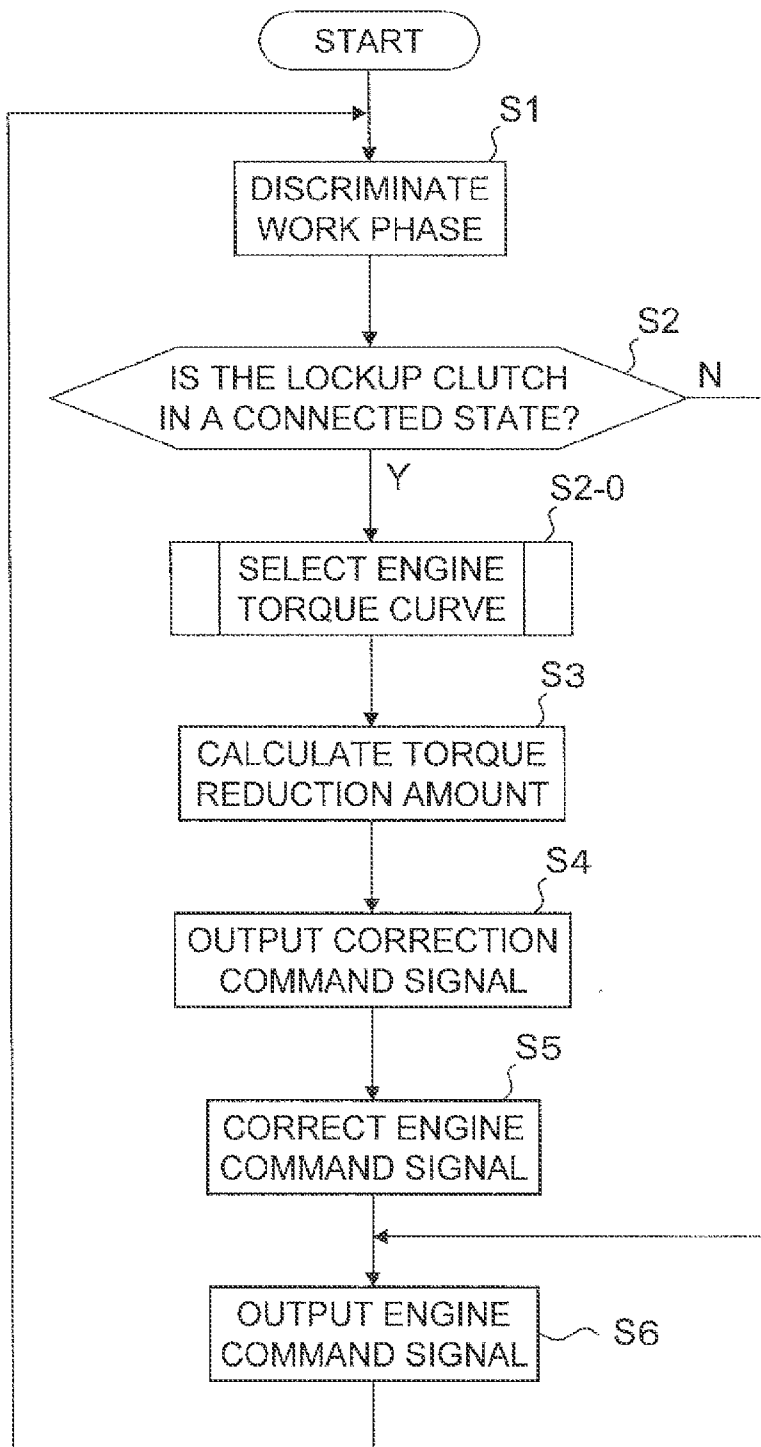 START
S1
DISCRIMINATE
WORK PHASE
S2
IS THE LOCKUP CLUTCH
IN A CONNECTED STATE?
N
Y
S2-0
SELECT ENGINE
TORQUE CURVE
S3
CALCULATE TORQUE
REDUCTION AMOUNT
S4
OUTPUT CORRECTION
COMMAND SIGNAL
S5
CORRECT ENGINE
COMMAND SIGNAL
OUTPUT ENGINE
COMMAND SIGNAL
S6